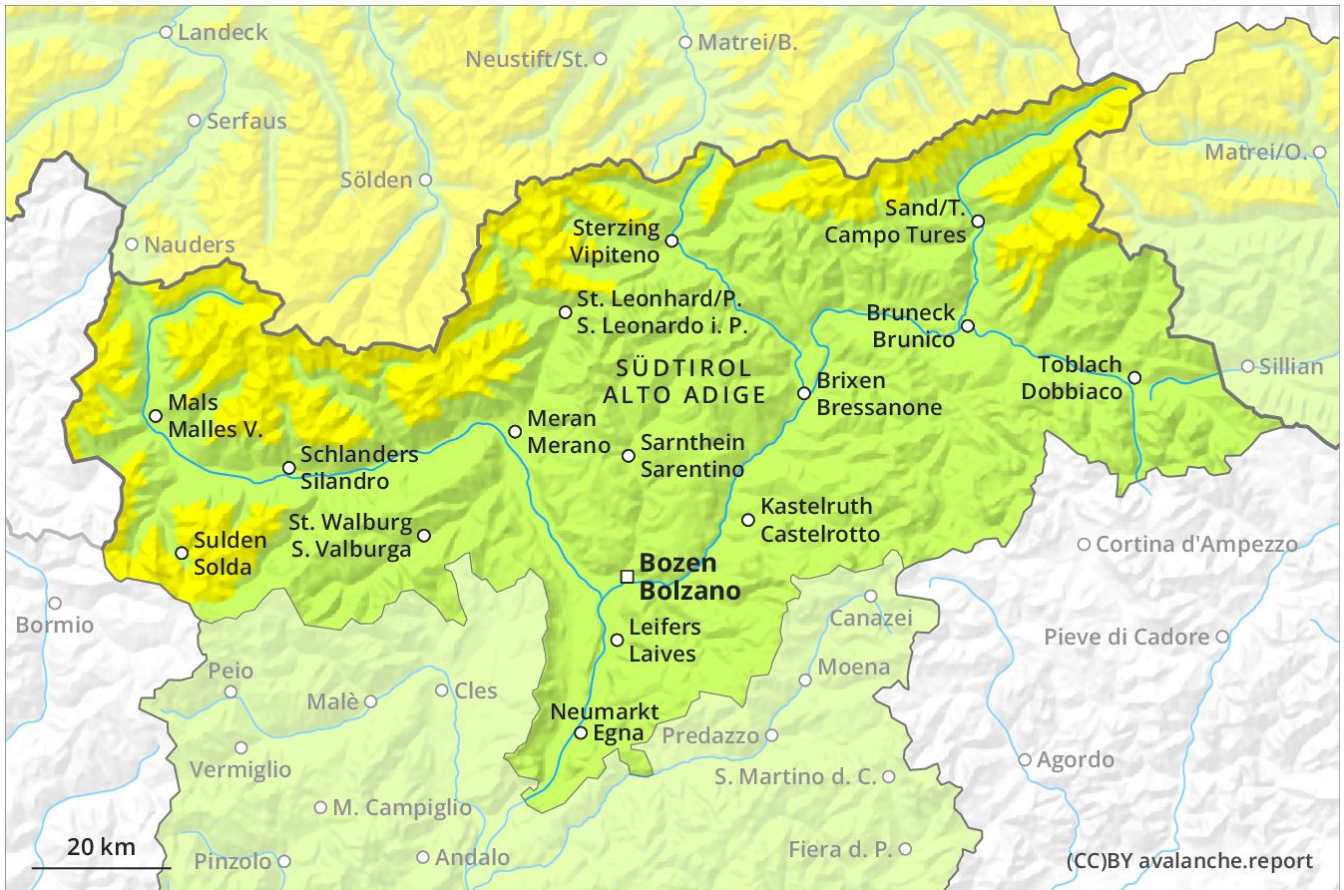 Landeck
Matrei/B.
Neustift/St.
Serfaus
Matrei/O.
Sölden
Nauders
Sand/T.
Campo Tures
Sterzing
Vipiteno
St. Leonhard/P.
S. Leonardo i. P.
Bruneck
Brunico
SÜDTIROL
ALTO ADIGE
Toblach
Dobbiaco
Sillian
Brixen
Bressanone
Mals
Malles V.
Meran
Merano
Sarnthein
Sarentino
Schlanders
Silandro
Kastelruth
Castelrotto
St. Walburg
S. Valburga
Sulden
Solda
Cortina d'Ampezzo
Bozen
Bolzano
Bormio
Canazei
Leifers
Laives
Pieve di Cadore
Peio
Moena
Malè
Cles
Neumarkt
Egna
Predazzo
Vermiglio
Agordo
S. Martino d. C.
M. Campiglio
20 km
Pinzolo
Andalo
Fiera d. P.
(CC)BY avalanche.report